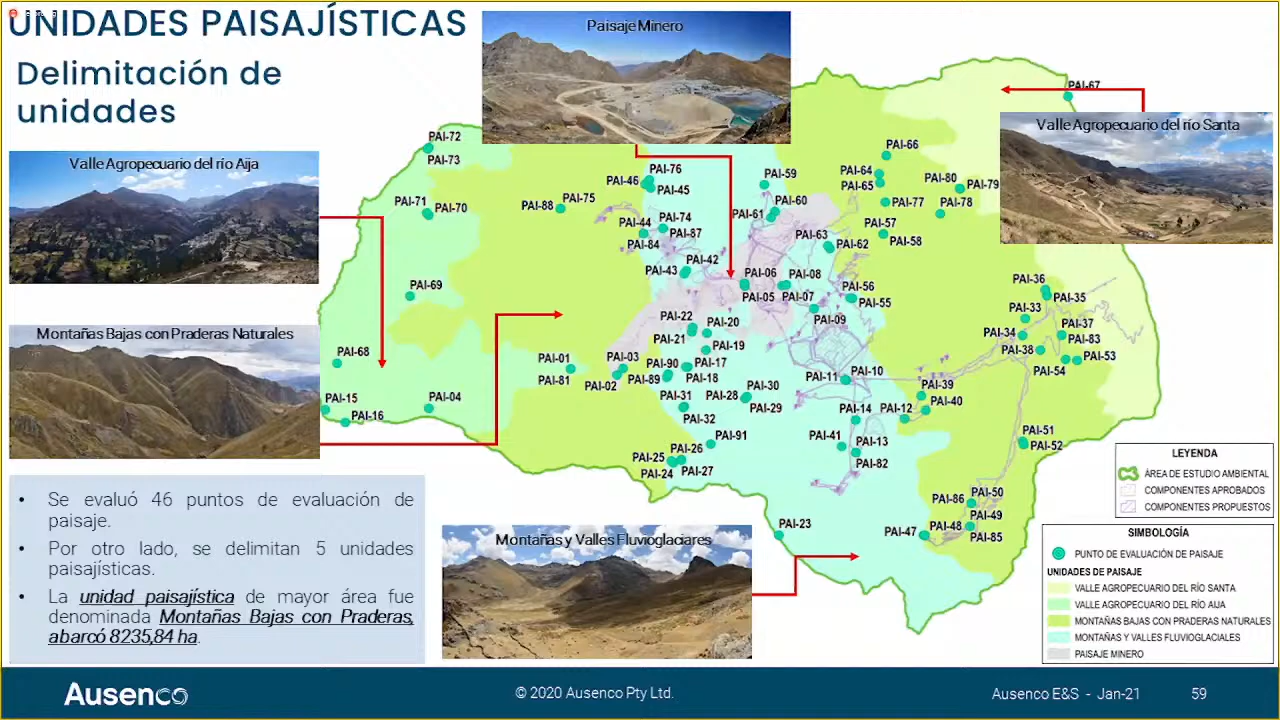 UNIDADES PAISAJÍSTICAS
Delimitación de
unidades
Paisaje Minero
Valle Agropecuario del río Santa
Valle Agropecuario del río Aija
Montañas Bajas con Praderas Naturales
Montañas y Valles Fluvioglaciares
PAI-67
PAI-72
PAI-73
PAI-66
PAI-76
PAI-46
PAI-45
PAI-59
PAI-64
PAI-65
PAI-80
PAI-79
PAI-71
PAI-70
PAI-88
PAI-75
PAI-60
PAI-61
PAI-77
PAI-78
PAI-44
PAI-74
PAI-87
PAI-84
PAI-63
PAI-62
PAI-57
PAI-58
PAI-42
PAI-43
PAI-06
PAI-08
PAI-05
PAI-07
PAI-56
PAI-55
PAI-69
PAI-36
PAI-35
PAI-33
PAI-37
PAI-34
PAI-83
PAI-38
PAI-53
PAI-54
PAI-22
PAI-20
PAI-21
PAI-19
PAI-09
PAI-68
PAI-01
PAI-81
PAI-03
PAI-02
PAI-90
PAI-89
PAI-17
PAI-18
PAI-11
PAI-10
PAI-39
PAI-40
PAI-15
PAI-16
PAI-04
PAI-31
PAI-32
PAI-28
PAI-30
PAI-29
PAI-14
PAI-12
PAI-41
PAI-13
PAI-82
PAI-91
PAI-26
PAI-25
PAI-24
PAI-27
PAI-51
PAI-52
PAI-86
PAI-50
PAI-49
PAI-48
PAI-47
PAI-85
PAI-23
• Se evaluó 46 puntos de evaluación de
paisaje.
• Por otro lado, se delimitan 5 unidades
paisajísticas.
• La unidad paisajística de mayor área fue
denominada Montañas Bajas con Praderas,
abarcó 8235,84 ha.
LEYENDA
ÁREA DE ESTUDIO AMBIENTAL
COMPONENTES APROBADOS
COMPONENTES PROPUESTOS
SIMBOLOGÍA
PUNTO DE EVALUACIÓN DE PAISAJE
UNIDADES DE PAISAJE
VALLE AGROPECUARIO DEL RÍO SANTA
VALLE AGROPECUARIO DEL RÍO AIJA
MONTAÑAS BAJAS CON PRADERAS NATURALES
MONTAÑAS Y VALLES FLUVIOGLACIALES
PAISAJE MINERO
Ausenco
© 2020 Ausenco Pty Ltd.
Ausenco E&S - Jan-21
59